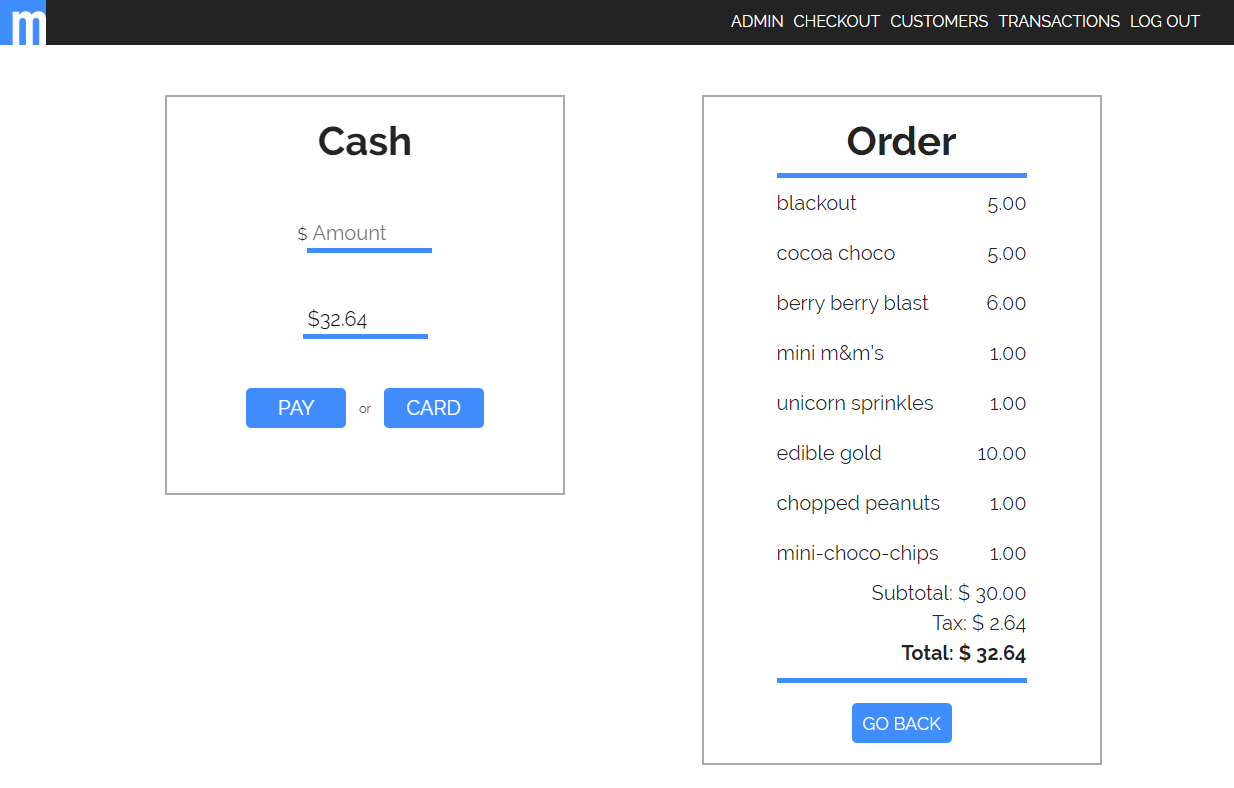 m
ADMIN CHECKOUT CUSTOMERS TRANSACTIONS LOG OUT
Cash
$ Amount
$32.64
PAY or CARD
Order
blackout 5.00
cocoa choco 5.00
berry berry blast 6.00
mini m&m's 1.00
unicorn sprinkles 1.00
edible gold 10.00
chopped peanuts 1.00
mini-choco-chips 1.00
Subtotal: $ 30.00
Tax: $ 2.64
Total: $ 32.64
GO BACK